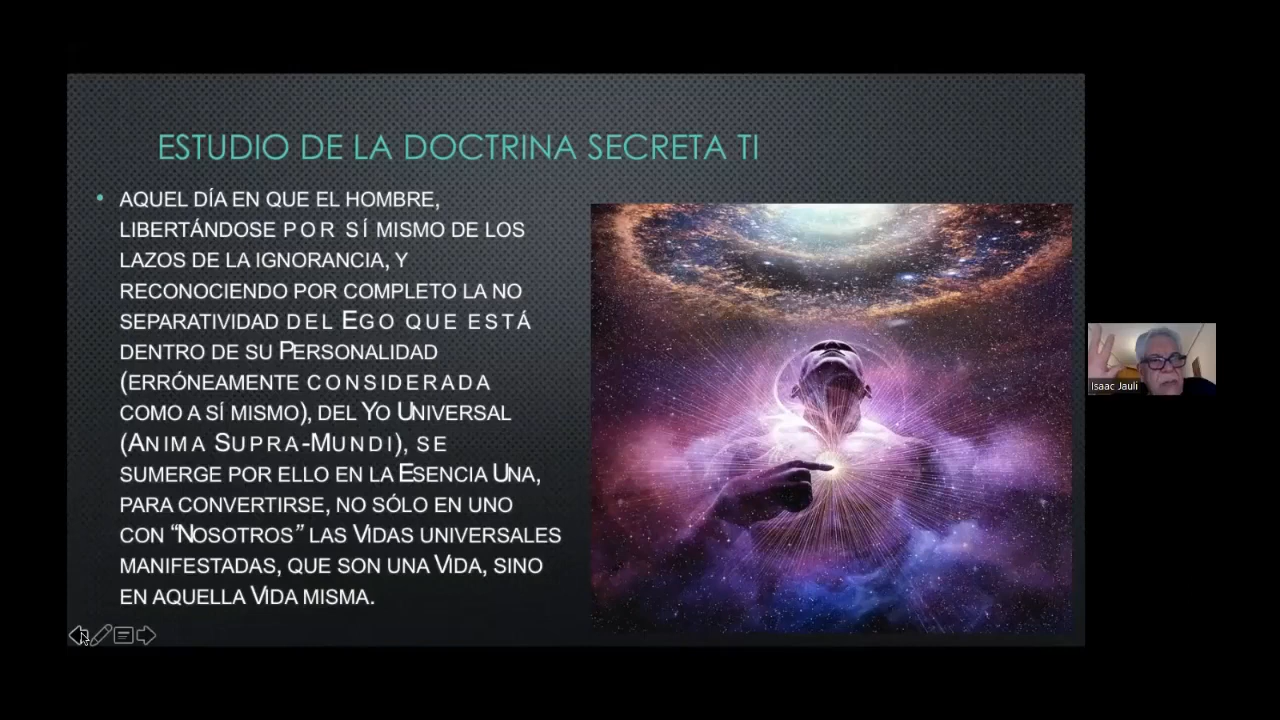 ESTUDIO DE LA DOCTRINA SECRETA TI
• AQUEL DÍA EN QUE EL HOMBRE,
LIBERTÁNDOSE POR SÍ MISMO DE LOS
LAZOS DE LA IGNORANCIA, Y
RECONOCIENDO POR COMPLETO LA NO
SEPARATIVIDAD DEL EGO QUE ESTÁ
DENTRO DE SU PERSONALIDAD
(ERRÓNEAMENTE CONSIDERADA
COMO A SÍ MISMO), DEL YO UNIVERSAL
(ANIMA SUPRA-MUNDI), SE
SUMERGE POR ELLO EN LA ESENCIA UNA,
PARA CONVERTIRSE, NO SÓLO EN UNO
CON “NOSOTROS” LAS VIDAS UNIVERSALES
MANIFESTADAS, QUE SON UNA VIDA, SINO
EN AQUELLA VIDA MISMA.
Isaac Jauli